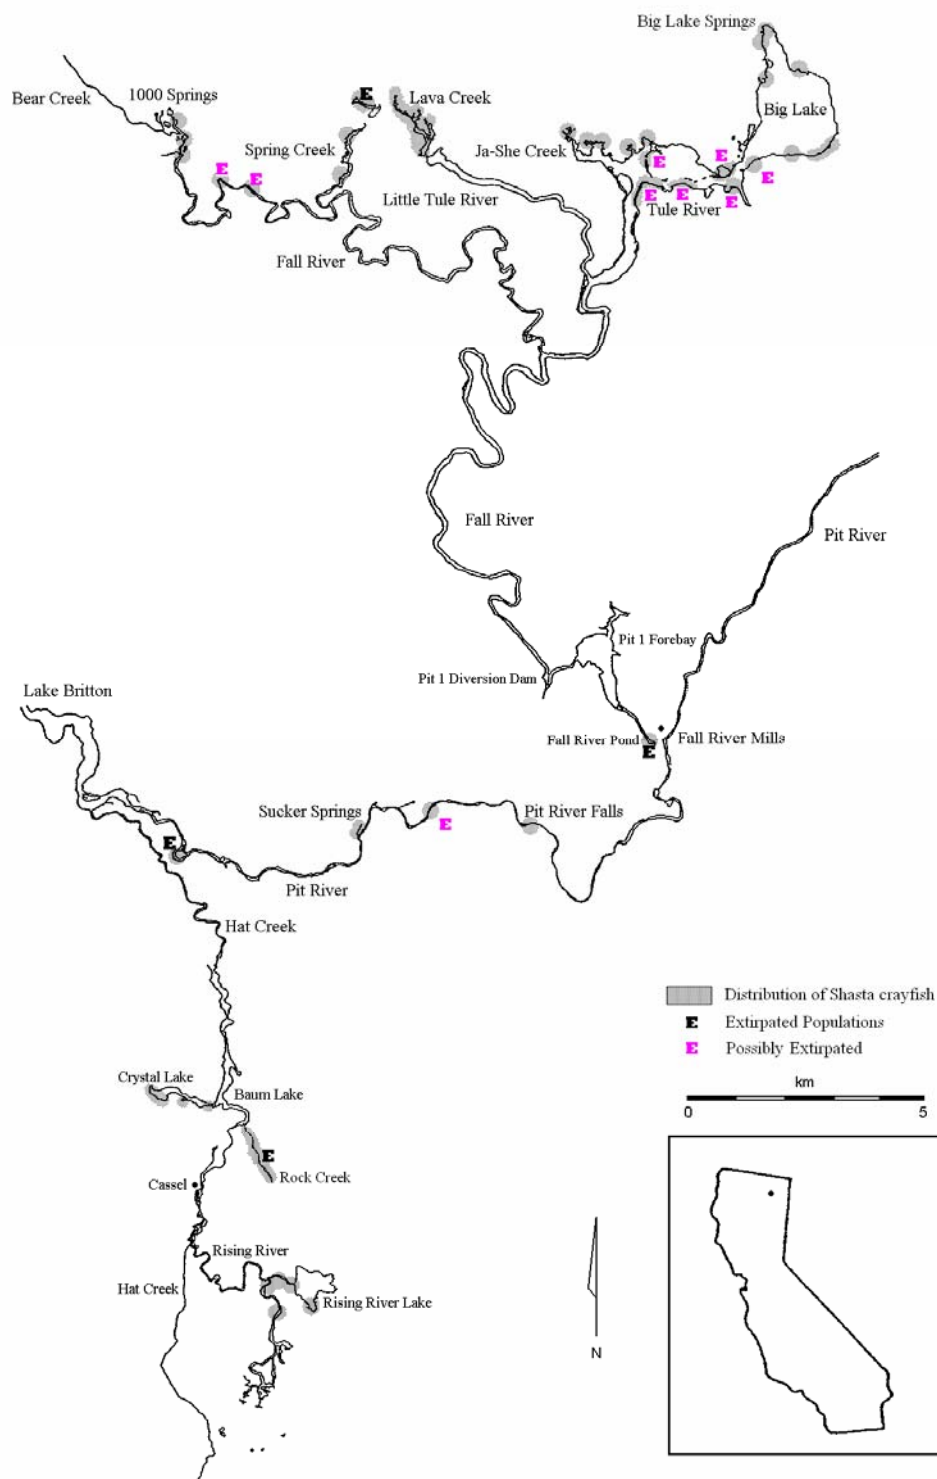 Big Lake Springs
Bear Creek
1000 Springs
E
Lava Creek
Big Lake
Spring Creek
Ja-She Creek
E
E
E
E
E
Little Tule River
E
E
E
Tule River
Fall River
Fall River
Pit River
Pit 1 Forebay
Pit 1 Diversion Dam
Lake Britton
Fall River Pond
Fall River Mills
E
Sucker Springs
Pit River Falls
E
E
Pit River
Hat Creek
Distribution of Shasta crayfish
E Extirpated Populations
E Possibly Extirpated
km
0 5
Crystal Lake
Baum Lake
E
Rock Creek
Cassel
Rising River
Hat Creek
Rising River Lake
N